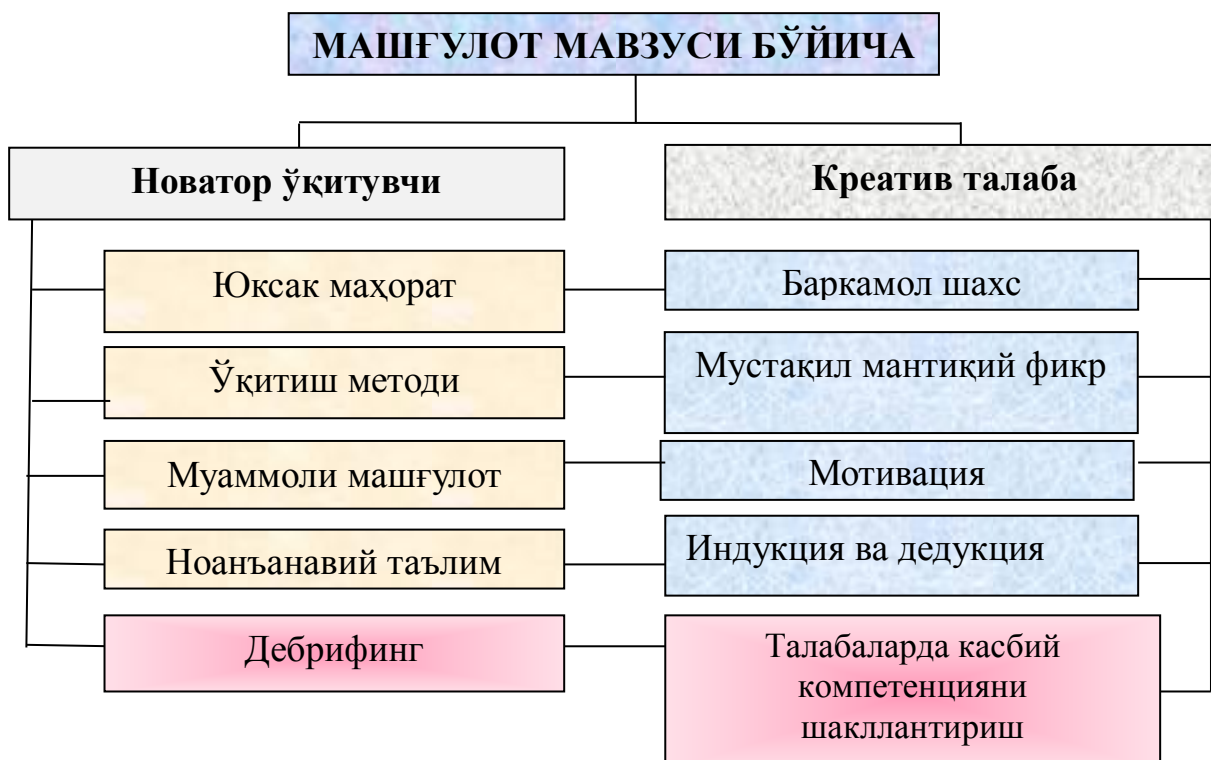 МАШҒУЛОТ МАВЗУСИ БЎЙИЧА
Новатор ўқитувчи
Креатив талаба
Юксак маҳорат
Баркамол шахс
Ўқитиш методи
Мустақил мантиқий фикр
Муаммоли машғулот
Мотивация
Ноанъанавий таълим
Индукция ва дедукция
Дебрифинг
Талабаларда касбий
компетенцияни
шакллантириш